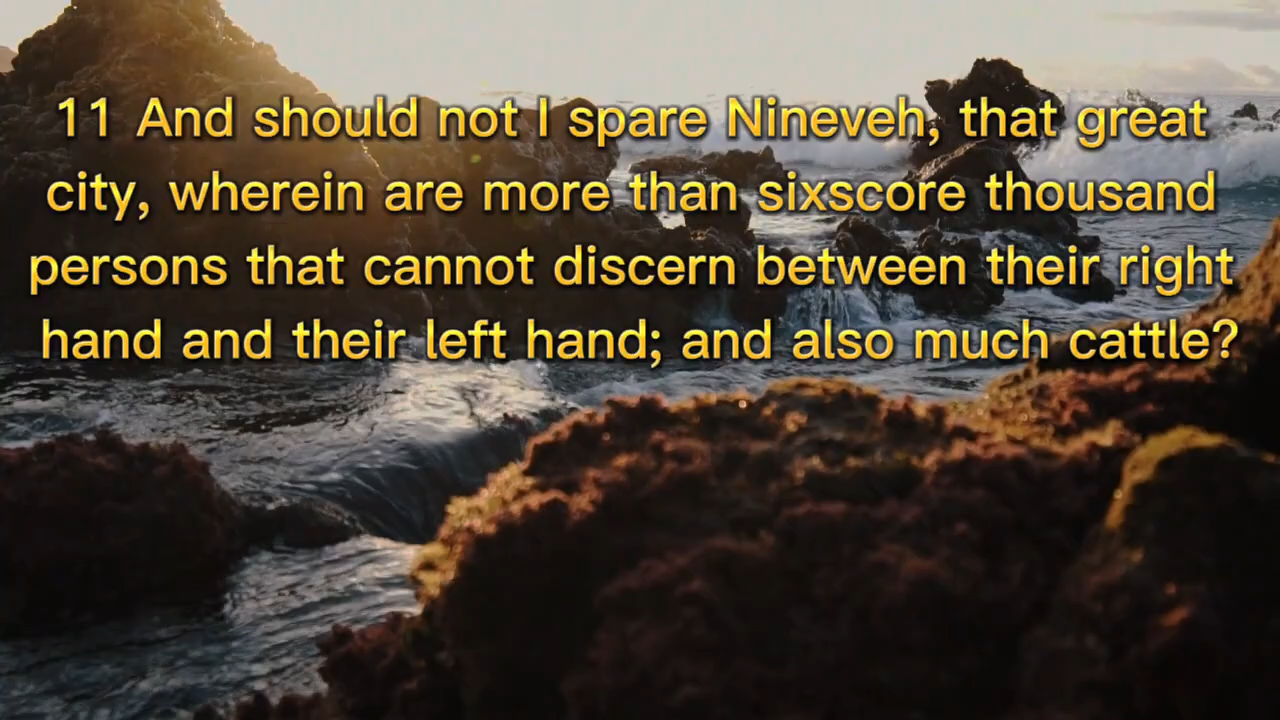 11 And should not I spare Nineveh, that great
city, wherein are more than sixscore thousand
persons that cannot discern between their right
hand and their left hand; and also much cattle?